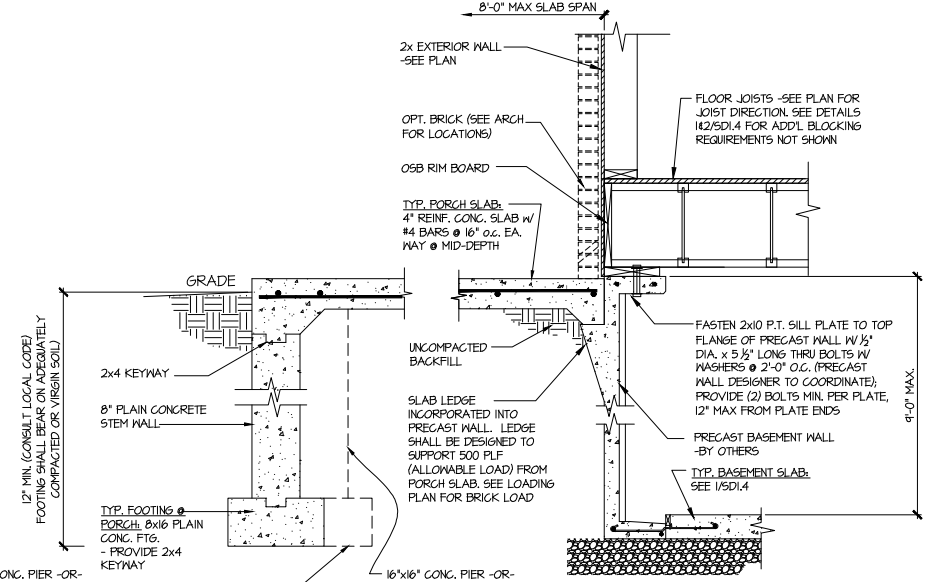 8'-0" MAX SLAB SPAN
2x EXTERIOR WALL
-SEE PLAN
OPT. BRICK (SEE ARCH
FOR LOCATIONS)
OSB RIM BOARD
TYP. PORCH SLAB:
4" REINF. CONC. SLAB W/
#4 BARS @ 16" o.c. EA.
WAY @ MID-DEPTH
FLOOR JOISTS -SEE PLAN FOR
JOIST DIRECTION. SEE DETAILS
1&2/SD1.4 FOR ADD'L BLOCKING
REQUIREMENTS NOT SHOWN
GRADE
12" MIN. (CONSULT LOCAL CODE)
FOOTING SHALL BEAR ON ADEQUATELY
COMPACTED OR VIRGIN SOIL)
2x4 KEYWAY
8" PLAIN CONCRETE
STEM WALL
TYP. FOOTING @
PORCH: 8x16 PLAIN
CONC. FTG.
- PROVIDE 2x4
KEYWAY
UNCOMPACTED
BACKFILL
SLAB LEDGE
INCORPORATED INTO
PRECAST WALL. LEDGE
SHALL BE DESIGNED TO
SUPPORT 500 PLF
(ALLOWABLE LOAD) FROM
PORCH SLAB. SEE LOADING
PLAN FOR BRICK LOAD
FASTEN 2x10 P.T. SILL PLATE TO TOP
FLANGE OF PRECAST WALL W/ ½"
DIA. x 5 ½" LONG THRU BOLTS W/
WASHERS @ 2'-0" O.C. (PRECAST
WALL DESIGNER TO COORDINATE);
PROVIDE (2) BOLTS MIN. PER PLATE,
12" MAX FROM PLATE ENDS
PRECAST BASEMENT WALL
-BY OTHERS
TYP. BASEMENT SLAB:
SEE 1/SD1.4
9'-0" MAX.
ONC. PIER -OR-
16"x16" CONC. PIER -OR-